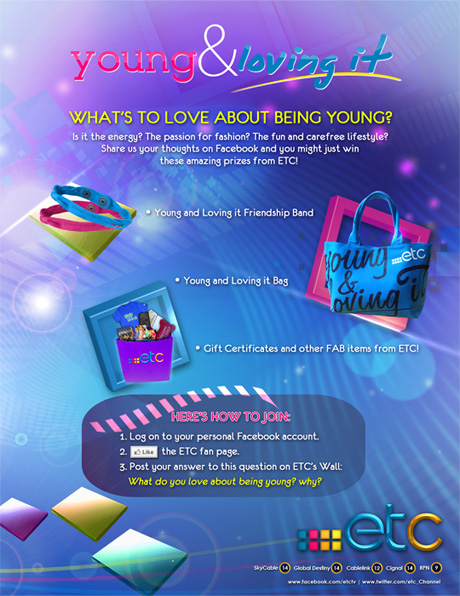 young & loving it
WHAT'S TO LOVE ABOUT BEING YOUNG?
Is it the energy? The passion for fashion? The fun and carefree lifestyle?
Share us your thoughts on Facebook and you might just win
these amazing prizes from ETC!
• Young and Loving it Friendship Band
etc
young
&
loving it
• Young and Loving it Bag
etc
• Gift Certificates and other FAB items from ETC!
HERE'S HOW TO JOIN:
1. Log on to your personal Facebook account.
2. Like the ETC fan page.
3. Post your answer to this question on ETC's Wall:
What do you love about being young? why?
etc
SkyCable 14 Global Destiny 14 Cablelink 12 Cignal 14 RPN 9
www.facebook.com/etctv | www.twitter.com/etc_Channel